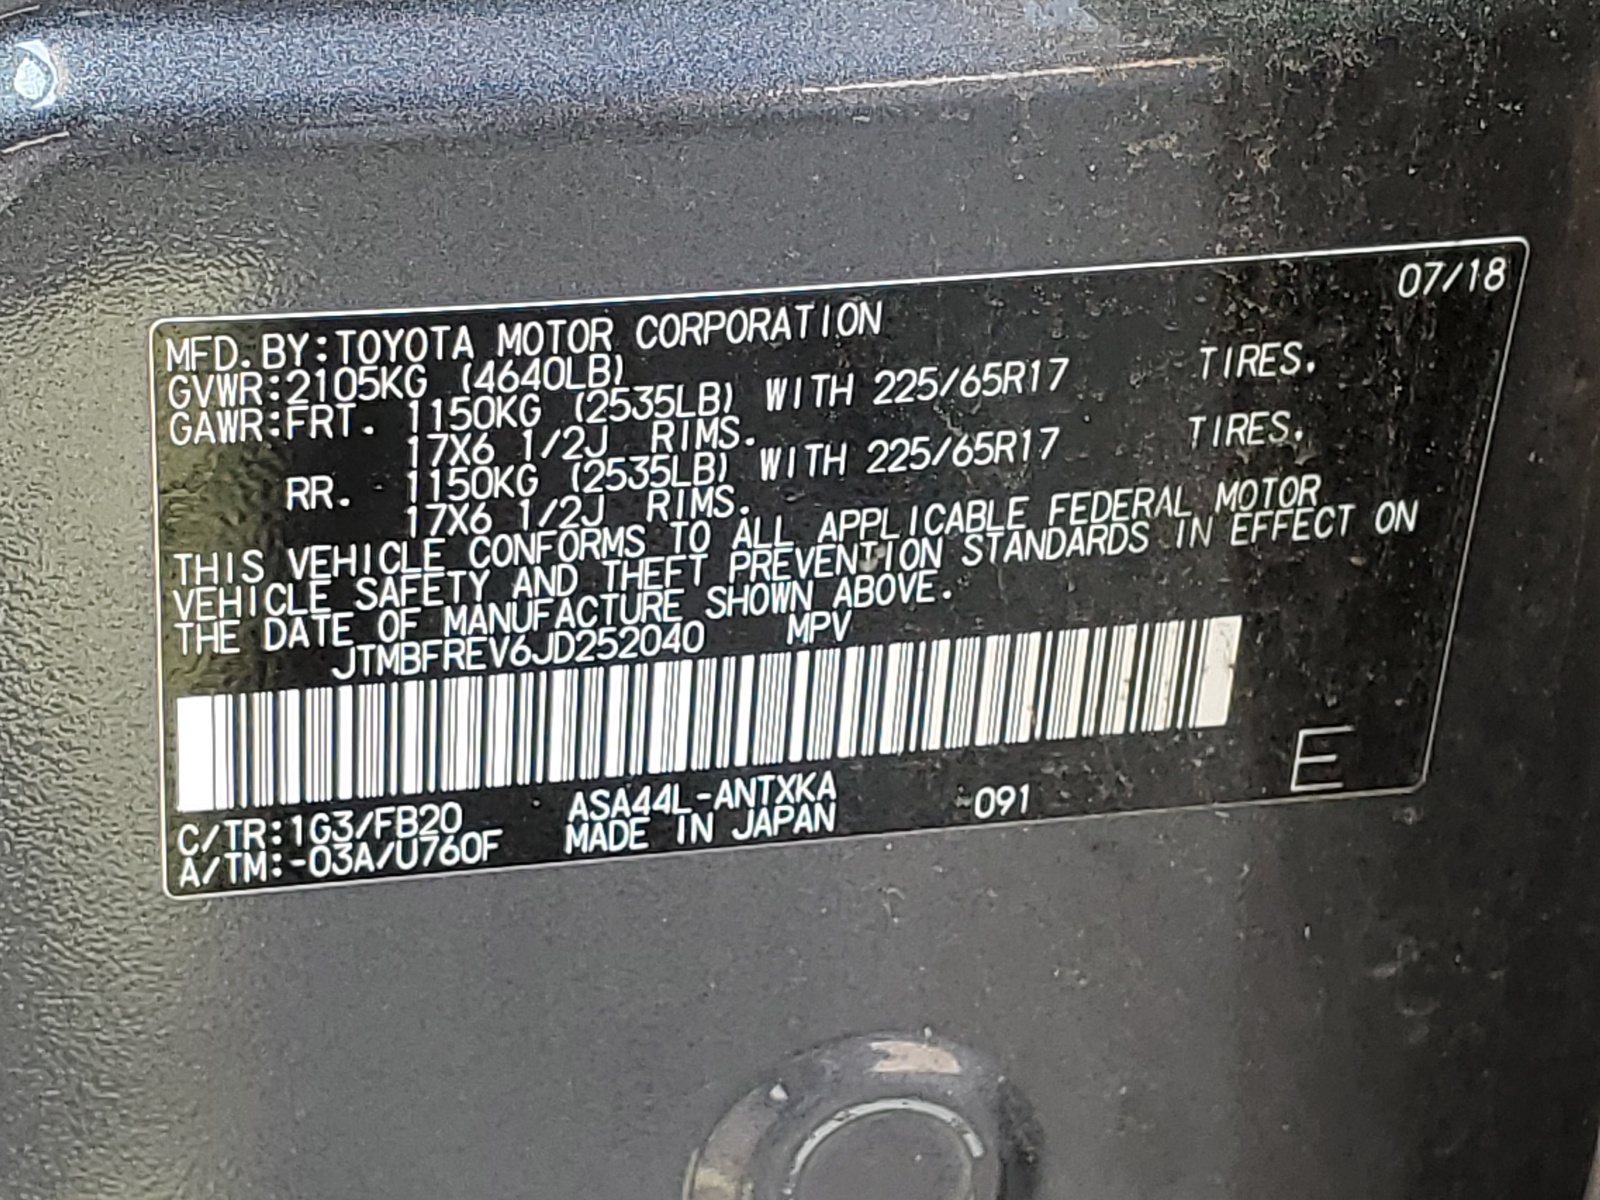 07/18
MFD. BY: TOYOTA MOTOR CORPORATION
GVWR: 2105KG (4640LB)
GAWR: FRT. 1150KG (2535LB) WITH 225/65R17 TIRES.
17X6 1/2J RIMS.
RR. 1150KG (2535LB) WITH 225/65R17 TIRES.
17X6 1/2J RIMS.
THIS VEHICLE CONFORMS TO ALL APPLICABLE FEDERAL MOTOR
VEHICLE SAFETY AND THEFT PREVENTION STANDARDS IN EFFECT ON
THE DATE OF MANUFACTURE SHOWN ABOVE.
JTMBFREV6JD252040 MPV
C/TR: 1G3/FB20 ASA44L-ANTXKA 091 E
A/TM: -03A/U760F MADE IN JAPAN